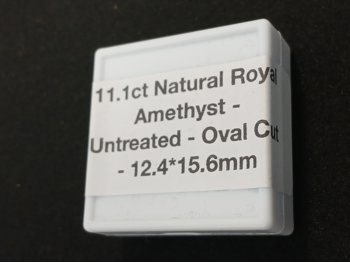 11.1ct Natural Royal
Amethyst -
Untreated - Oval Cut
- 12.4*15.6mm